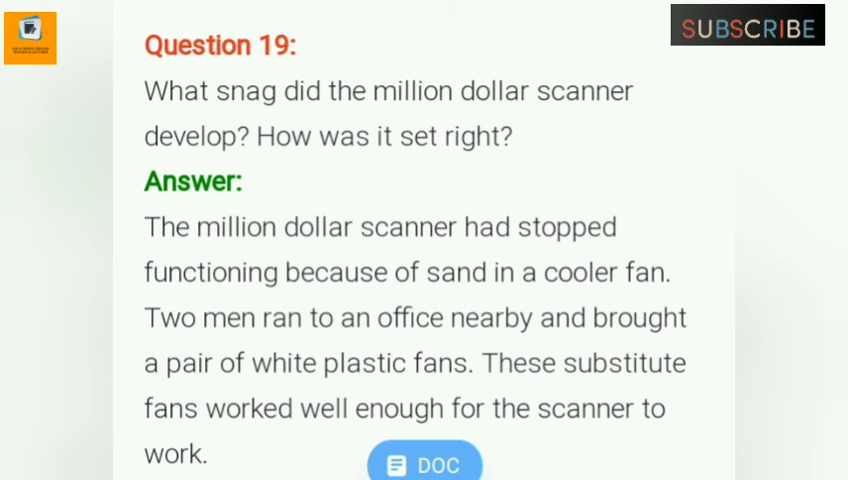 SUBSCRIBE
Question 19:
What snag did the million dollar scanner
develop? How was it set right?
Answer:
The million dollar scanner had stopped
functioning because of sand in a cooler fan.
Two men ran to an office nearby and brought
a pair of white plastic fans. These substitute
fans worked well enough for the scanner to
work.
DOC